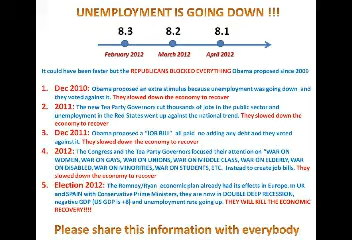 UNEMPLOYMENT IS GOING DOWN !!!
8.3 8.2 8.1
February 2012 March 2012 April 2012
It could have been faster but the REPUBLICANS BLOCKED EVERYTHING Obama proposed since 2009
1. Dec 2010: Obama proposed an extra stimulus because unemployment was going down and
they voted against it. They slowed down the economy to recover
2. 2011: The new Tea Party Governors cut thousands of jobs in the public sector and
unemployment in the Red States went up against the national trend. They slowed down the
economy to recover
3. Dec 2011: Obama proposed a "JOB BILL" all paid no adding any debt and they voted
against it. They slowed down the economy to recover
4. 2012: The Congress and the Tea Party Governors focused their attention on "WAR ON
WOMEN, WAR ON GAYS, WAR ON UNIONS, WAR ON MIDDLE CLASS, WAR ON ELDERLY, WAR
ON DISABLED, WAR ON MINORITIES, WAR ON STUDENTS, ETC. Instead to create job bills. They
slowed down the economy to recover
5. Election 2012: The Romney/Ryan economic plan already had its effects in Europe. In UK
and SPAIN with Conservative Prime Ministers, they are now in DOUBLE DEEP RECESSION,
negative GDP (US GDP is +8) and unemployment rate going up. THEY WILL KILL THE ECONOMIC
RECOVERY!!!!
Please share this information with everybody